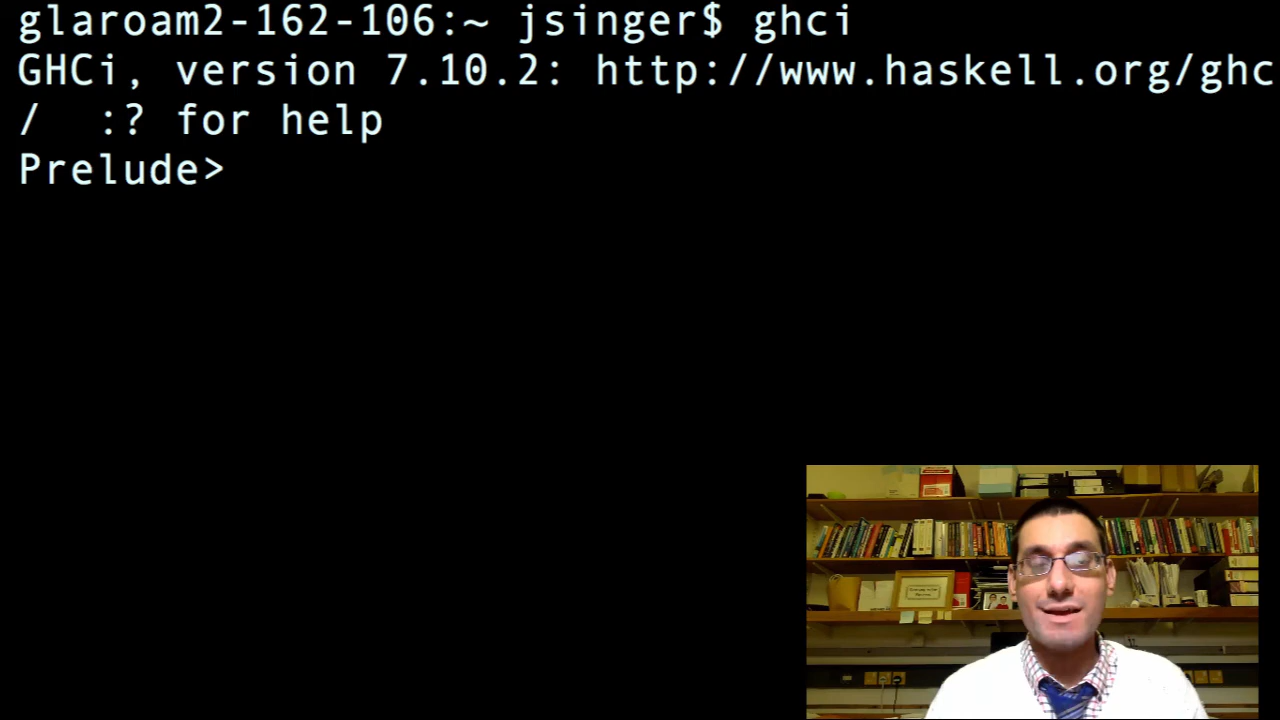 glaroam2-162-106:~ jsinger$ ghci
GHCi, version 7.10.2: http://www.haskell.org/ghc
/  :? for help
Prelude>